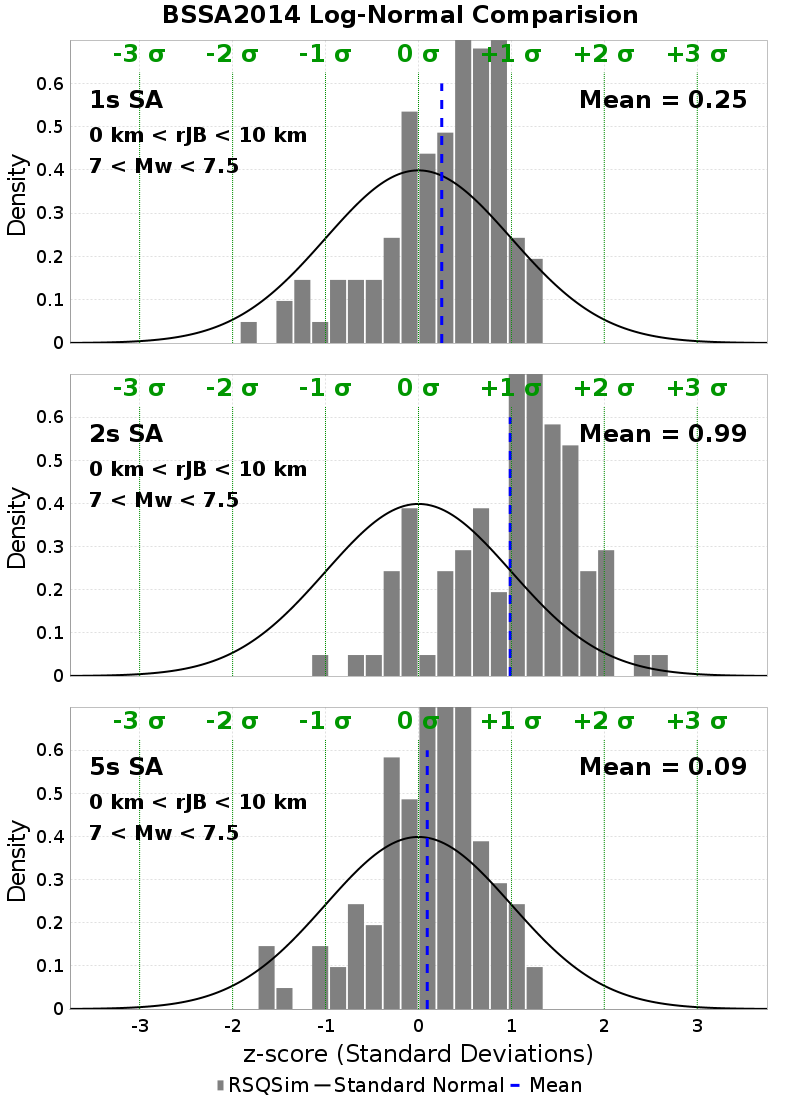 BSSA2014 Log-Normal Comparision
-3 σ -2 σ -1 σ 0 σ +1 σ +2 σ +3 σ
1s SA Mean = 0.25
0 km < rJB < 10 km
7 < Mw < 7.5
Density
0.6
0.5
0.4
0.3
0.2
0.1
0
-3 σ -2 σ -1 σ 0 σ +1 σ +2 σ +3 σ
2s SA Mean = 0.99
0 km < rJB < 10 km
7 < Mw < 7.5
Density
0.6
0.5
0.4
0.3
0.2
0.1
0
-3 σ -2 σ -1 σ 0 σ +1 σ +2 σ +3 σ
5s SA Mean = 0.09
0 km < rJB < 10 km
7 < Mw < 7.5
Density
0.6
0.5
0.4
0.3
0.2
0.1
0
-3 -2 -1 0 1 2 3
z-score (Standard Deviations)
RSQSim Standard Normal Mean